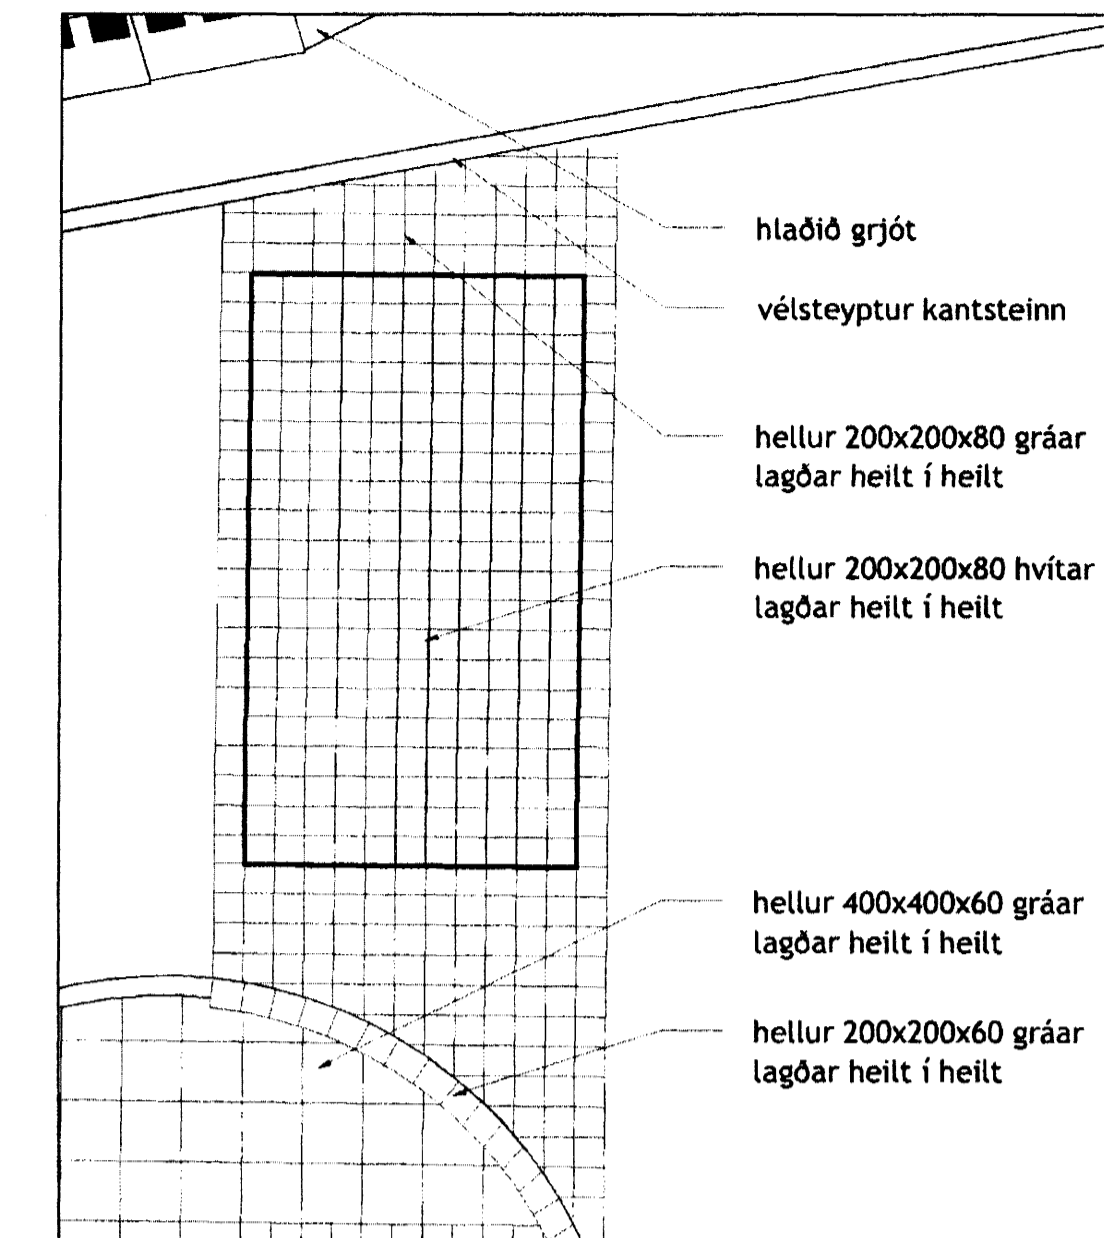 hlaðið grjót
vélsteyptur kantsteinn
hellur 200x200x80 gráar
lagðar heilt í heilt
hellur 200x200x80 hvítar
lagðar heilt í heilt
hellur 400x400x60 gráar
lagðar heilt í heilt
hellur 200x200x60 gráar
lagðar heilt í heilt